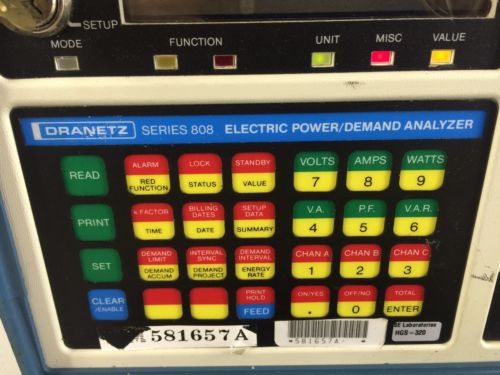 SETUP
MODE FUNCTION UNIT MISC VALUE
DRANETZ SERIES 808 ELECTRIC POWER/DEMAND ANALYZER
READ ALARM LOCK STANDBY VOLTS AMPS WATTS
RED FUNCTION STATUS VALUE 7 8 9
PRINT K FACTOR BILLING DATES SETUP DATA V.A. P.F. V.A.R.
TIME DATE SUMMARY 4 5 6
SET DEMAND LIMIT INTERVAL SYNC DEMAND INTERVAL CHAN A CHAN B CHAN C
DEMAND ACCUM DEMAND PROJECT ENERGY RATE 1 2 3
CLEAR /ENABLE PRINT HOLD ON/YES OFF/NO TOTAL
FEED . 0 ENTER
581657A
*581657A-
SE Laboratories
HGS-320